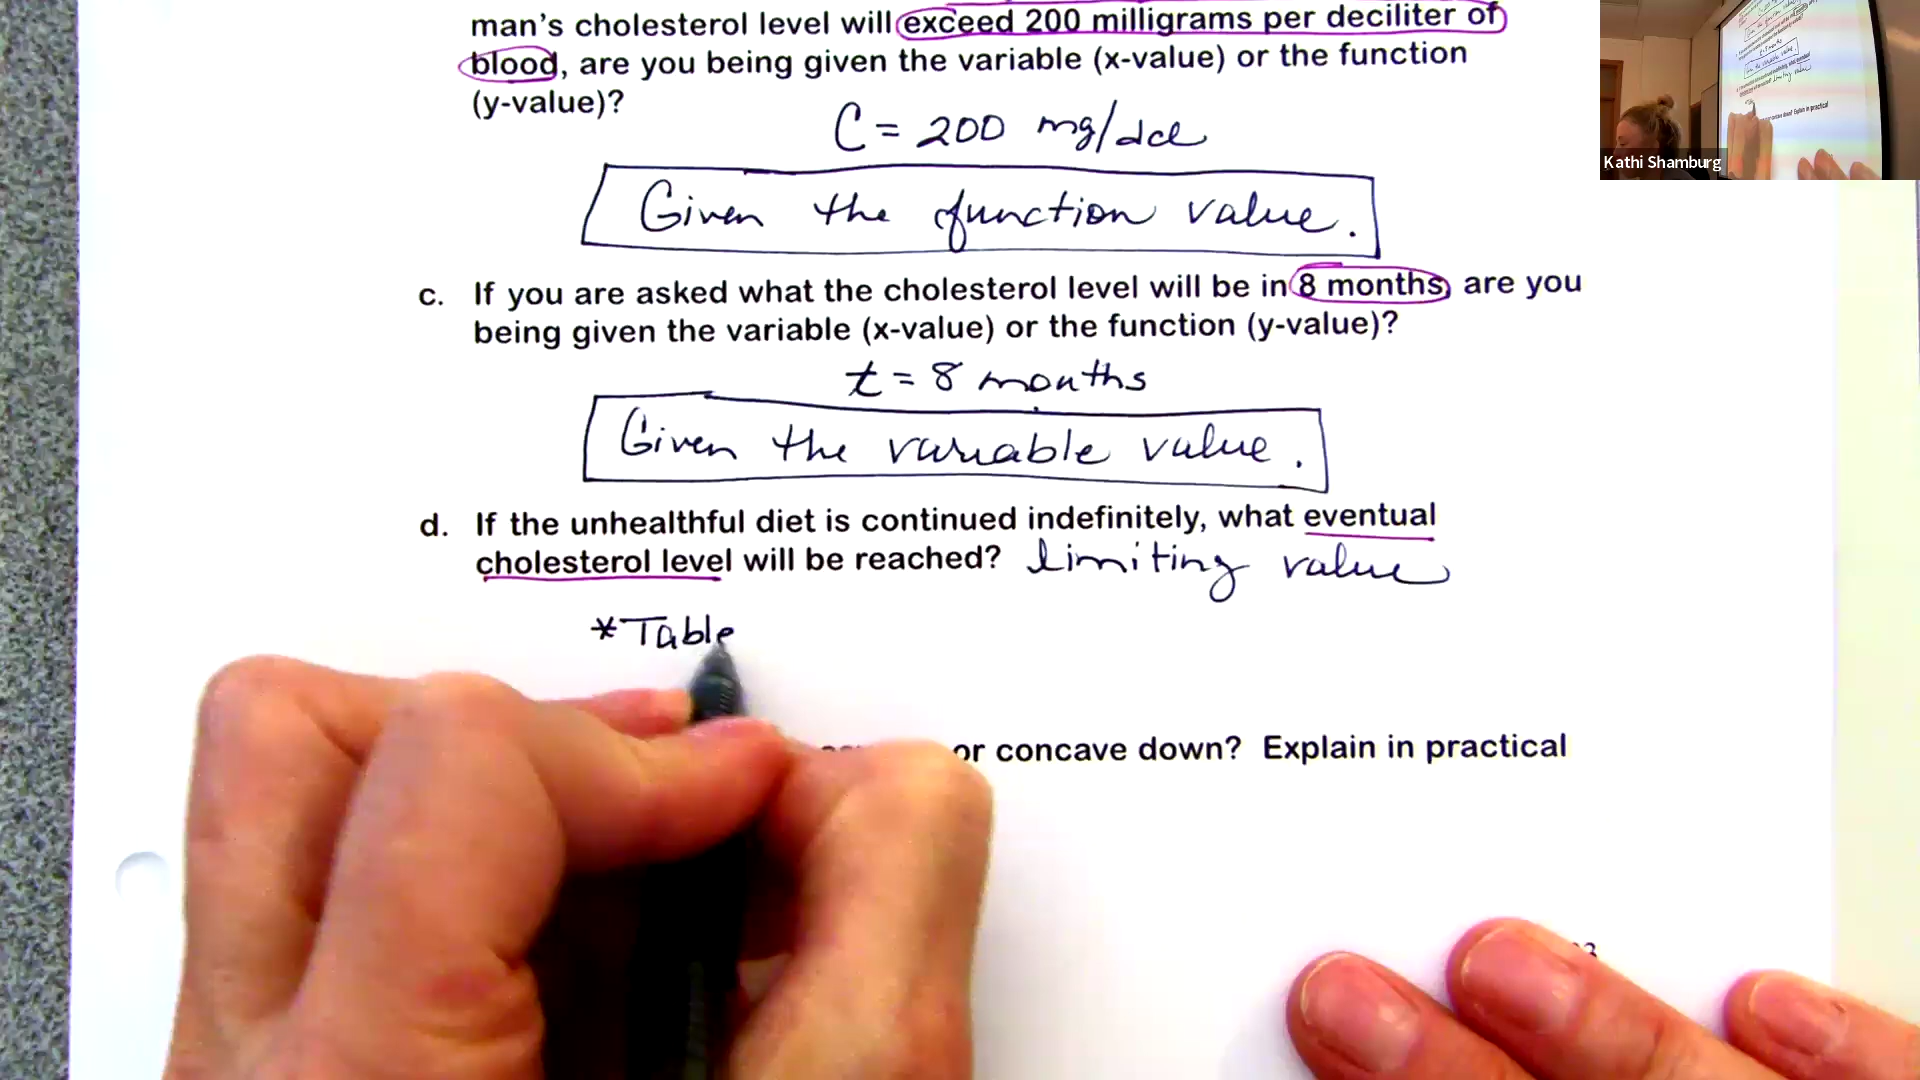 man's cholesterol level will exceed 200 milligrams per deciliter of
blood, are you being given the variable (x-value) or the function
(y-value)?
C = 200 mg/dcl
Given the function value.
c. If you are asked what the cholesterol level will be in 8 months, are you
being given the variable (x-value) or the function (y-value)?
t = 8 months
Given the variable value.
d. If the unhealthful diet is continued indefinitely, what eventual
cholesterol level will be reached? limiting value
*Table
or concave down? Explain in practical
Kathi Shamburg